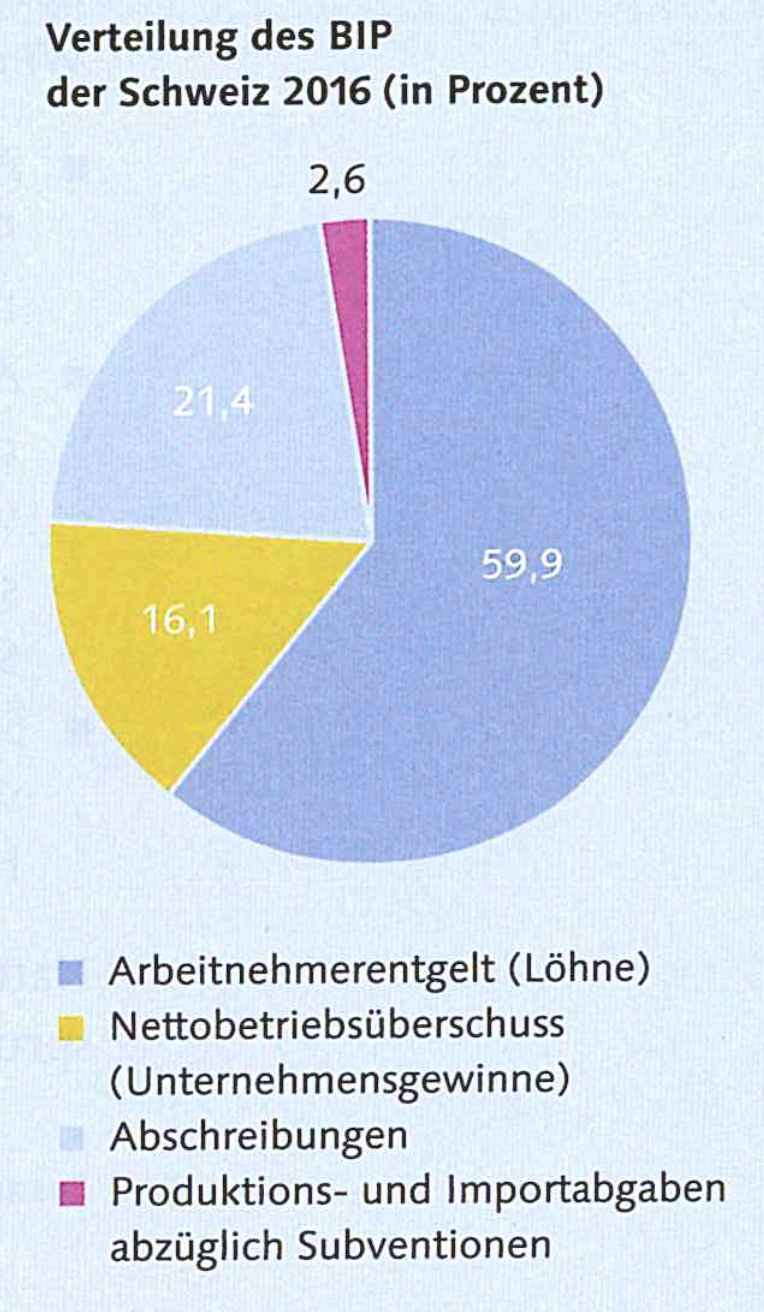 Verteilung des BIP
der Schweiz 2016 (in Prozent)
2,6
21,4
59,9
16,1
Arbeitnehmerentgelt (Löhne)
Nettobetriebsüberschuss
(Unternehmensgewinne)
Abschreibungen
Produktions- und Importabgaben
abzüglich Subventionen